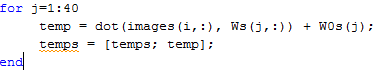 for j=1:40
temp = dot(images(i,:), Ws(j,:)) + W0s(j);
temps = [temps; temp];
end